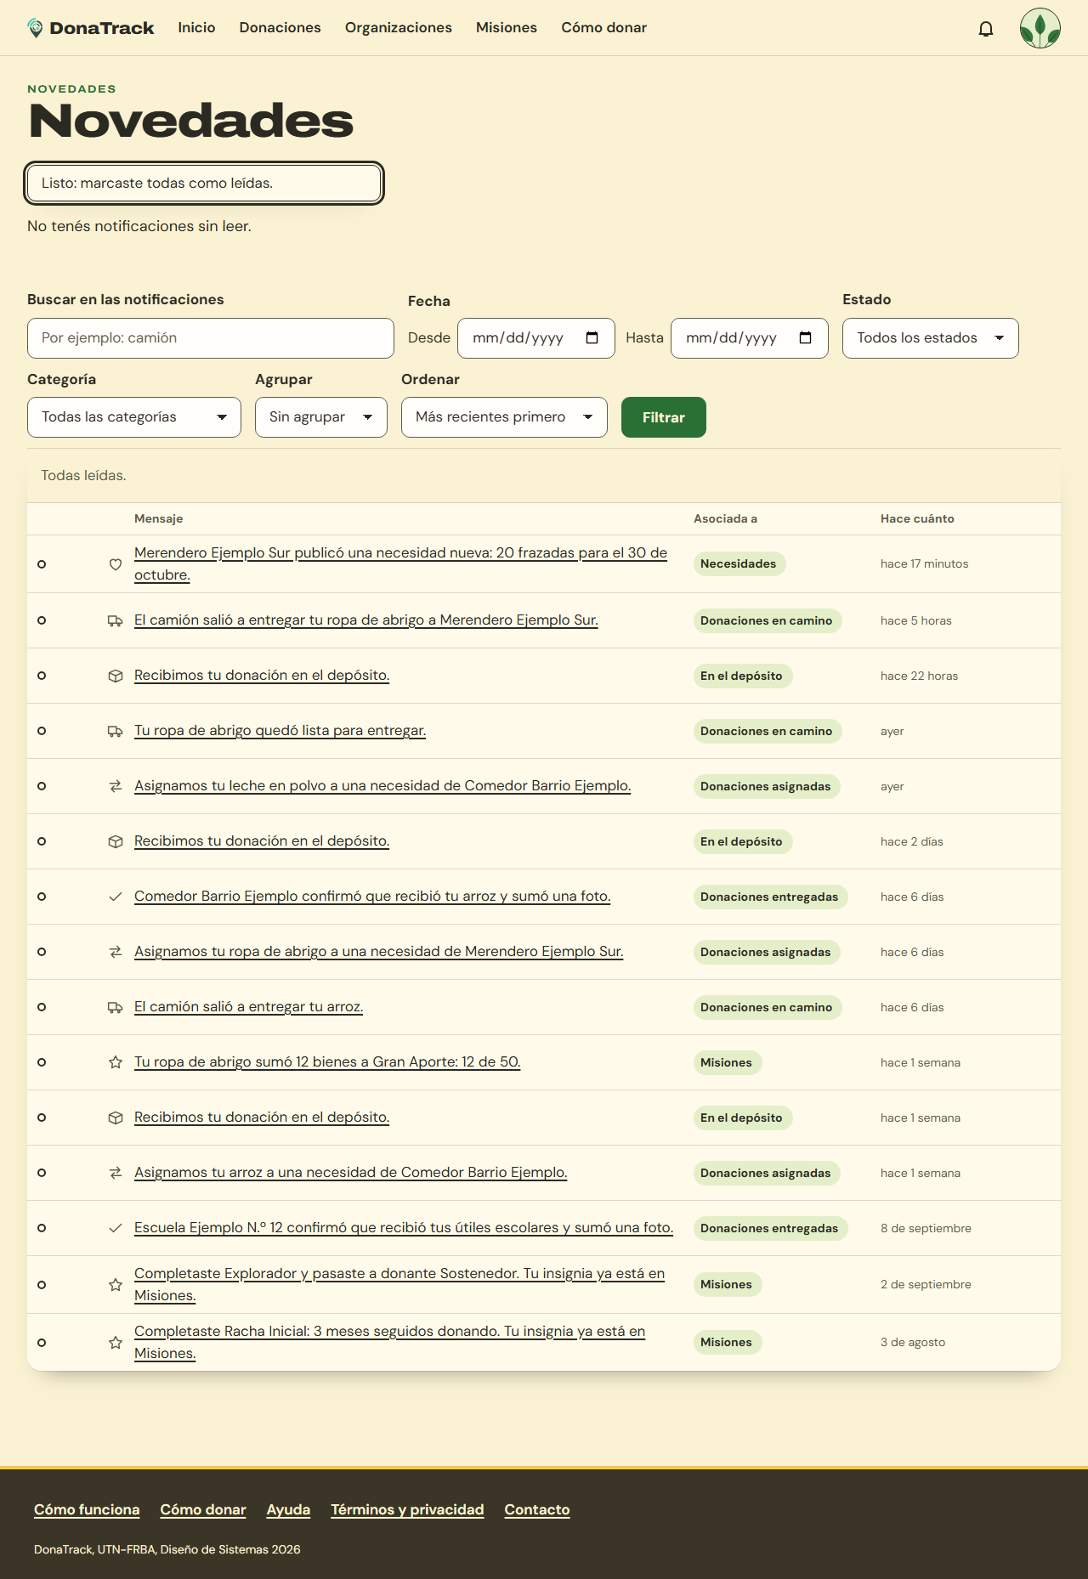 DonaTrack Inicio Donaciones Organizaciones Misiones Cómo donar
NOVEDADES
Novedades
Listo: marcaste todas como leídas.
No tenés notificaciones sin leer.
Buscar en las notificaciones Fecha Estado
Por ejemplo: camión Desde mm/dd/yyyy Hasta mm/dd/yyyy Todos los estados
Categoría Agrupar Ordenar
Todas las categorías Sin agrupar Más recientes primero Filtrar
Todas leídas.
Mensaje Asociada a Hace cuánto
Merendero Ejemplo Sur publicó una necesidad nueva: 20 frazadas para el 30 de
octubre. Necesidades hace 17 minutos
El camión salió a entregar tu ropa de abrigo a Merendero Ejemplo Sur. Donaciones en camino hace 5 horas
Recibimos tu donación en el depósito. En el depósito hace 22 horas
Tu ropa de abrigo quedó lista para entregar. Donaciones en camino ayer
Asignamos tu leche en polvo a una necesidad de Comedor Barrio Ejemplo. Donaciones asignadas ayer
Recibimos tu donación en el depósito. En el depósito hace 2 días
Comedor Barrio Ejemplo confirmó que recibió tu arroz y sumó una foto. Donaciones entregadas hace 6 días
Asignamos tu ropa de abrigo a una necesidad de Merendero Ejemplo Sur. Donaciones asignadas hace 6 días
El camión salió a entregar tu arroz. Donaciones en camino hace 6 días
Tu ropa de abrigo sumó 12 bienes a Gran Aporte: 12 de 50. Misiones hace 1 semana
Recibimos tu donación en el depósito. En el depósito hace 1 semana
Asignamos tu arroz a una necesidad de Comedor Barrio Ejemplo. Donaciones asignadas hace 1 semana
Escuela Ejemplo N.º 12 confirmó que recibió tus útiles escolares y sumó una foto. Donaciones entregadas 8 de septiembre
Completaste Explorador y pasaste a donante Sostenedor. Tu insignia ya está en
Misiones. Misiones 2 de septiembre
Completaste Racha Inicial: 3 meses seguidos donando. Tu insignia ya está en
Misiones. Misiones 3 de agosto
Cómo funciona Cómo donar Ayuda Términos y privacidad Contacto
DonaTrack, UTN-FRBA, Diseño de Sistemas 2026